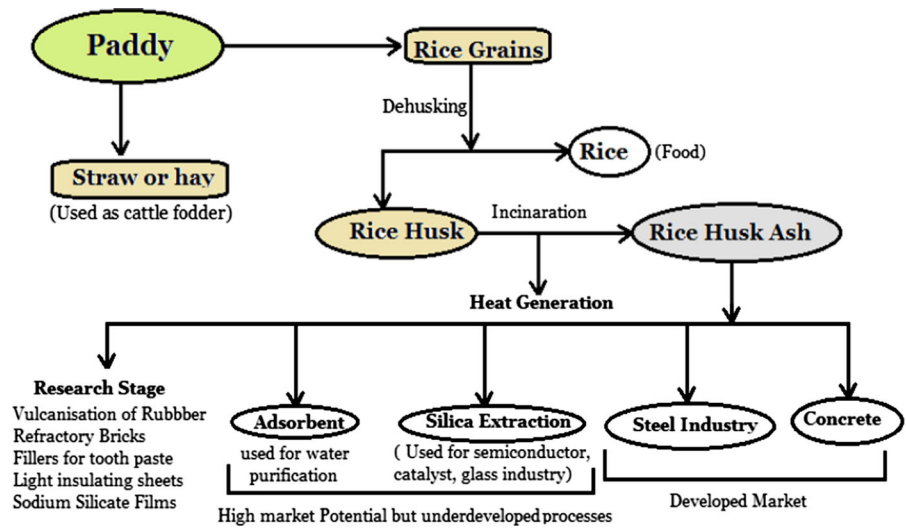 Paddy
Rice Grains
Dehusking
Rice
(Food)
Straw or hay
(Used as cattle fodder)
Rice Husk
Incinaration
Rice Husk Ash
Heat Generation
Research Stage
Vulcanisation of Rubbber
Refractory Bricks
Fillers for tooth paste
Light insulating sheets
Sodium Silicate Films
Adsorbent
used for water
purification
Silica Extraction
( Used for semiconductor,
catalyst, glass industry)
High market Potential but underdeveloped processes
Steel Industry
Concrete
Developed Market